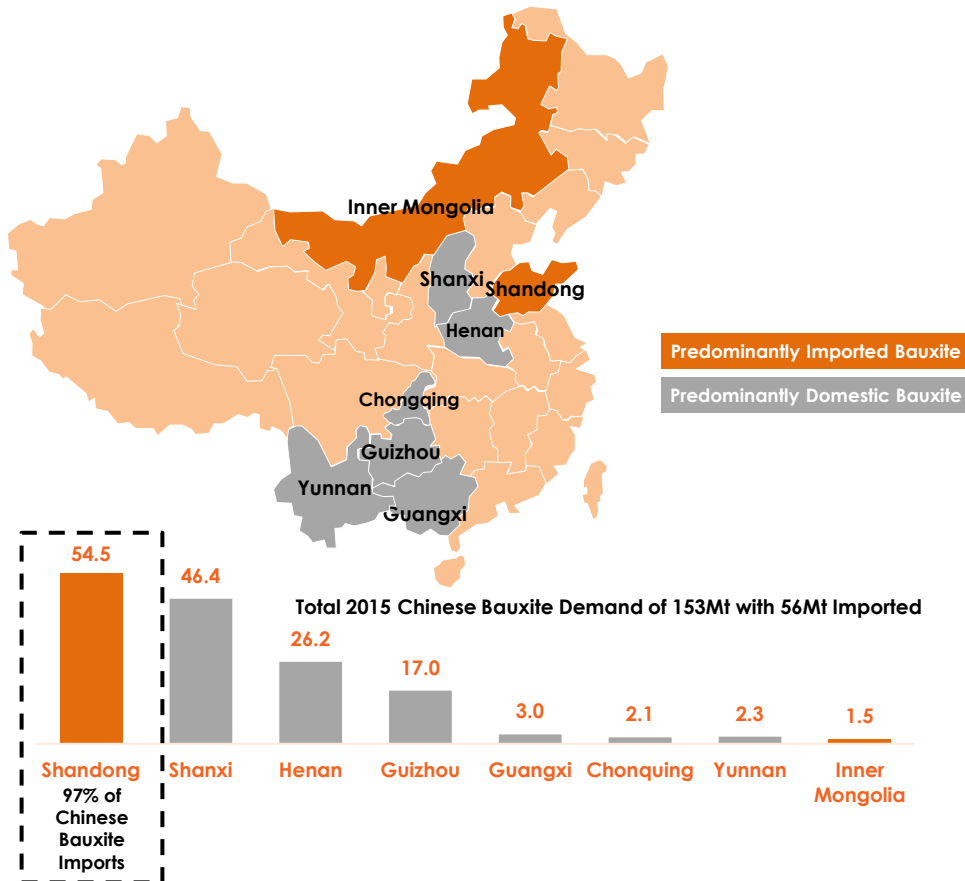 Inner Mongolia
Shanxi
Shandong
Henan
Predominantly Imported Bauxite
Predominantly Domestic Bauxite
Chongqing
Guizhou
Yunnan
Guangxi
54.5
46.4
Total 2015 Chinese Bauxite Demand of 153Mt with 56Mt Imported
26.2
17.0
3.0
2.1
2.3
1.5
Shandong
Shanxi
Henan
Guizhou
Guangxi
Chonquing
Yunnan
Inner
Mongolia
97% of
Chinese
Bauxite
Imports